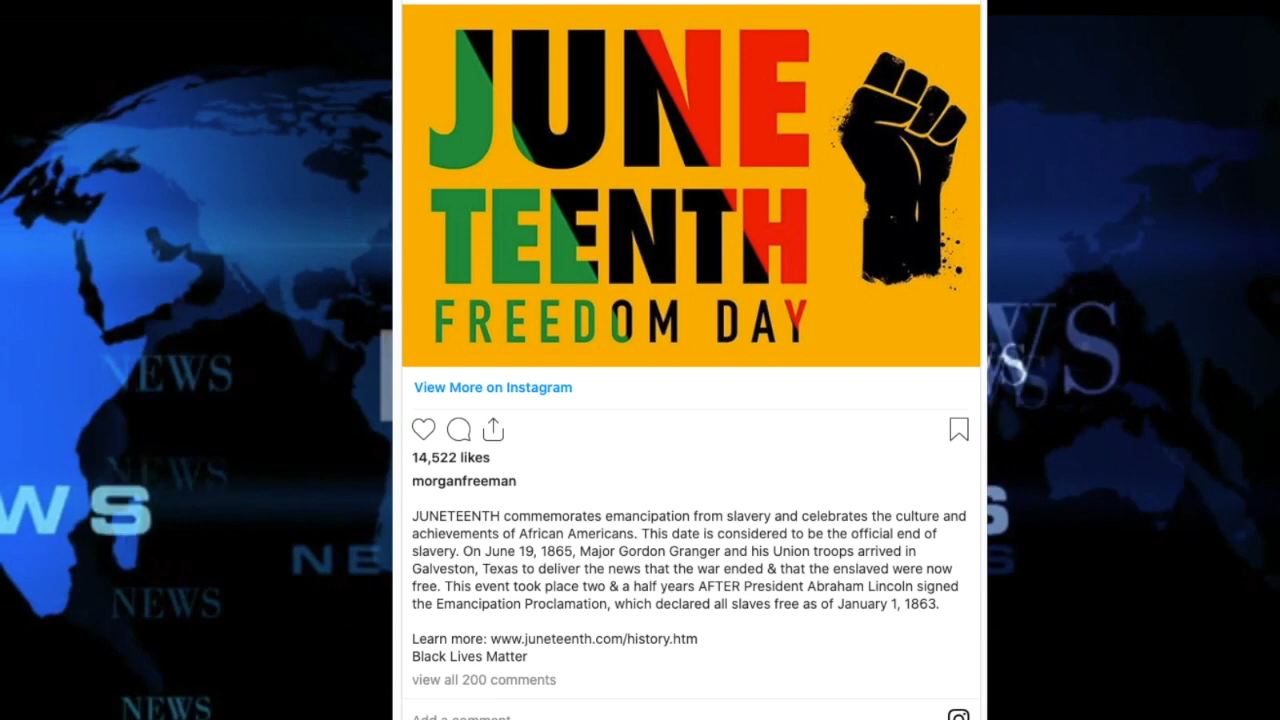 JUNE
TEENTH
FREEDOM DAY
View More on Instagram
14,522 likes
morganfreeman
JUNETEENTH commemorates emancipation from slavery and celebrates the culture and
achievements of African Americans. This date is considered to be the official end of
slavery. On June 19, 1865, Major Gordon Granger and his Union troops arrived in
Galveston, Texas to deliver the news that the war ended & that the enslaved were now
free. This event took place two & a half years AFTER President Abraham Lincoln signed
the Emancipation Proclamation, which declared all slaves free as of January 1, 1863.
Learn more: www.juneteenth.com/history.htm
Black Lives Matter
view all 200 comments
Add a comment
NEWS
NEWS
WS
NE
NEWS
NEWS
WS
S
S